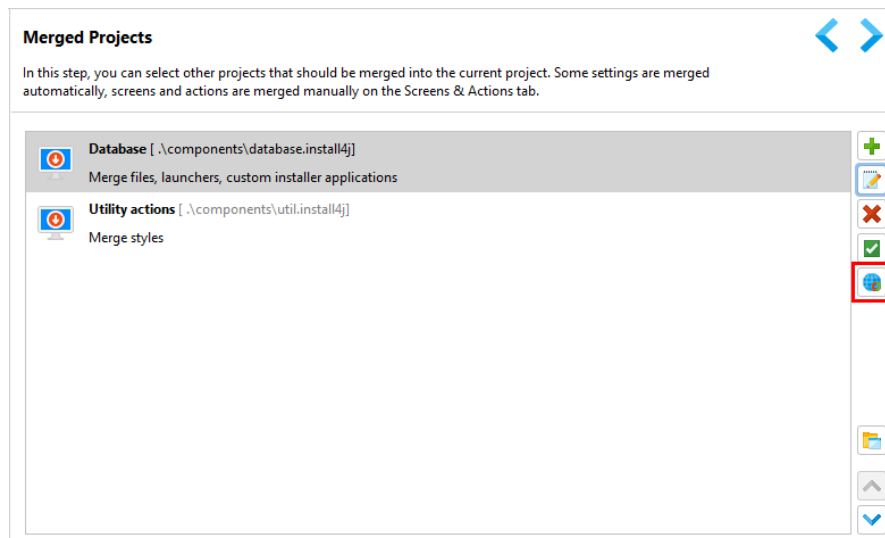 Merged Projects
In this step, you can select other projects that should be merged into the current project. Some settings are merged
automatically, screens and actions are merged manually on the Screens & Actions tab.
Database [ .\components\database.install4j]
Merge files, launchers, custom installer applications
Utility actions [ .\components\util.install4j]
Merge styles